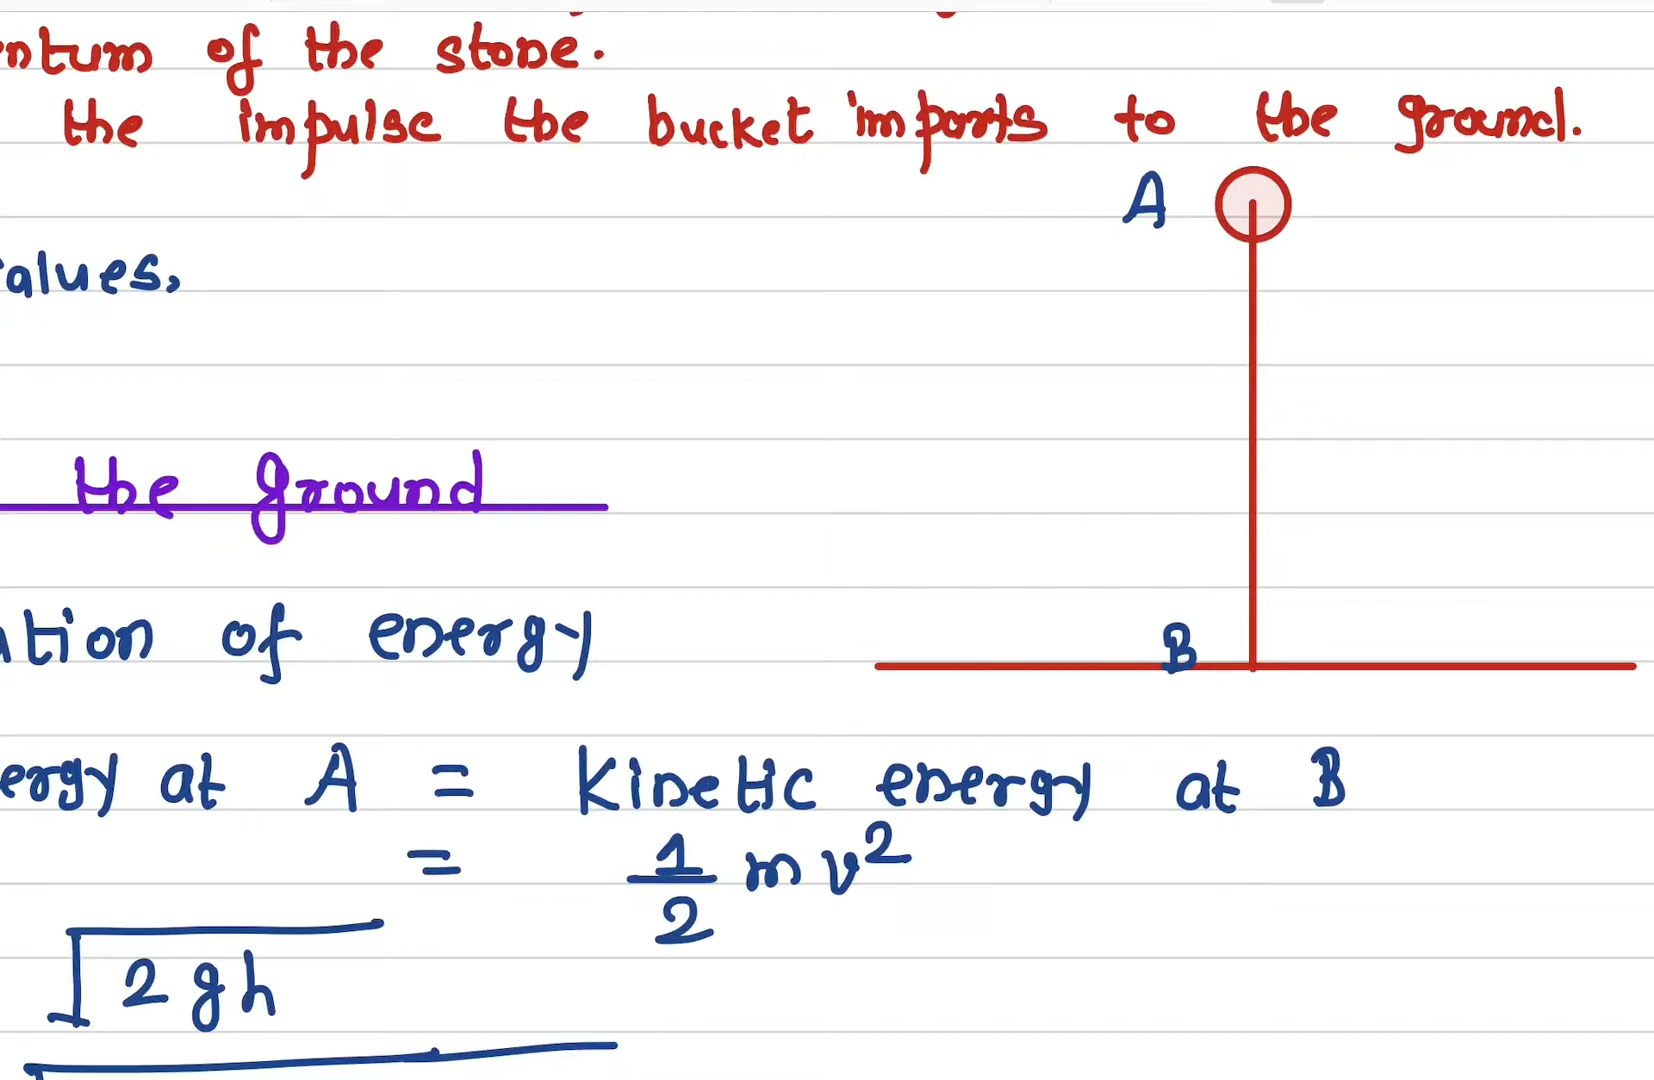 ntum of the stone.
the impulse the bucket imparts to the ground.
A
alues,
the ground
B
ation of energy
ergy at A = Kinetic energy at B
= 1/2 mv²
√2gh